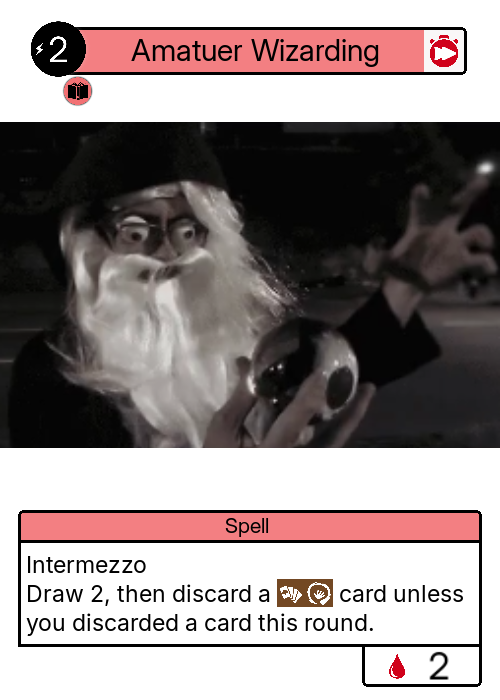 2
Amatuer Wizarding
Spell
Intermezzo
Draw 2, then discard a card unless
you discarded a card this round.
2